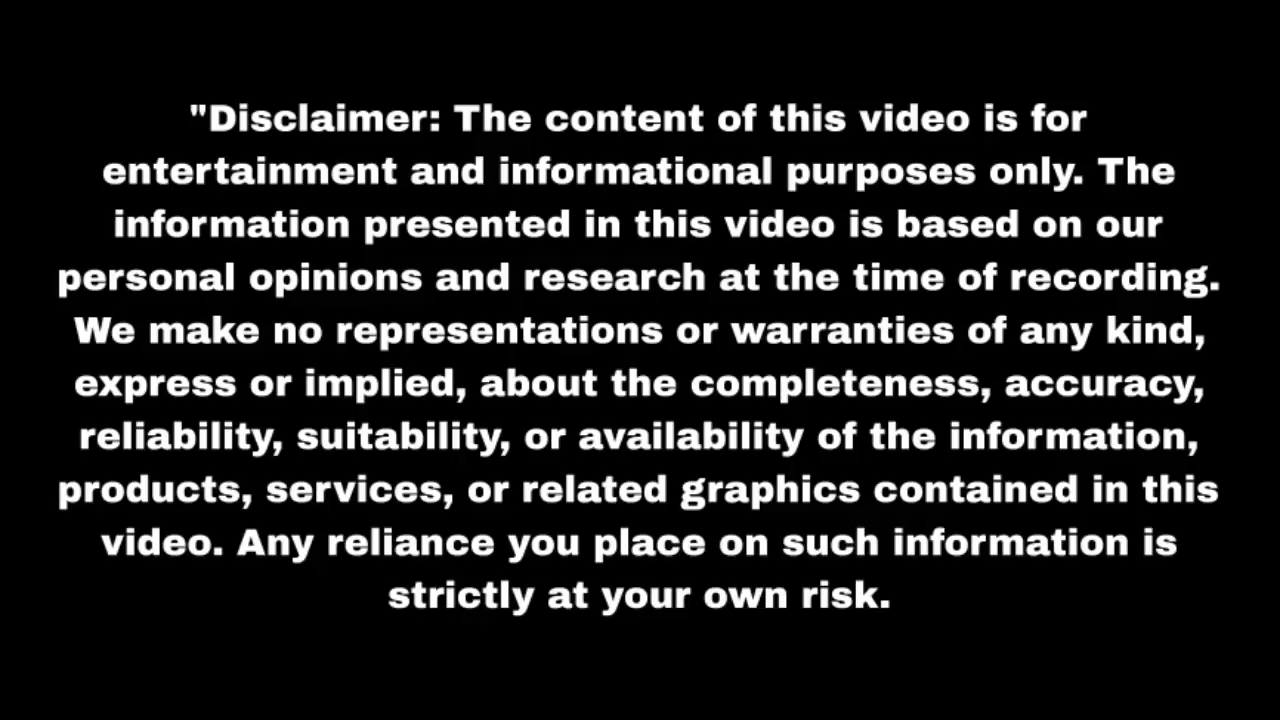 "Disclaimer: The content of this video is for
entertainment and informational purposes only. The
information presented in this video is based on our
personal opinions and research at the time of recording.
We make no representations or warranties of any kind,
express or implied, about the completeness, accuracy,
reliability, suitability, or availability of the information,
products, services, or related graphics contained in this
video. Any reliance you place on such information is
strictly at your own risk.